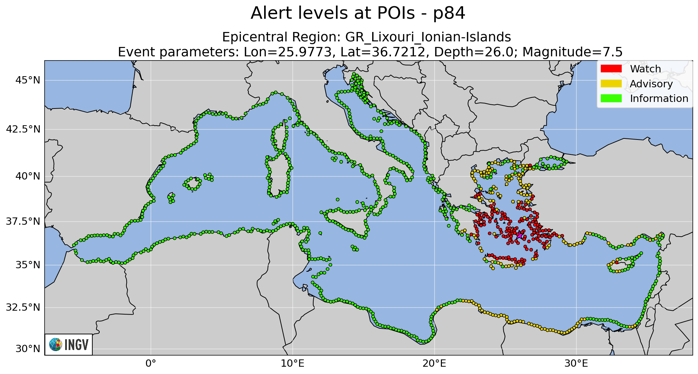 Alert levels at POIs - p84
Epicentral Region: GR_Lixouri_Ionian-Islands
Event parameters: Lon=25.9773, Lat=36.7212, Depth=26.0; Magnitude=7.5
Watch
Advisory
Information
45°N
42.5°N
40°N
37.5°N
35°N
32.5°N
30°N
INGV
0°
10°E
20°E
30°E